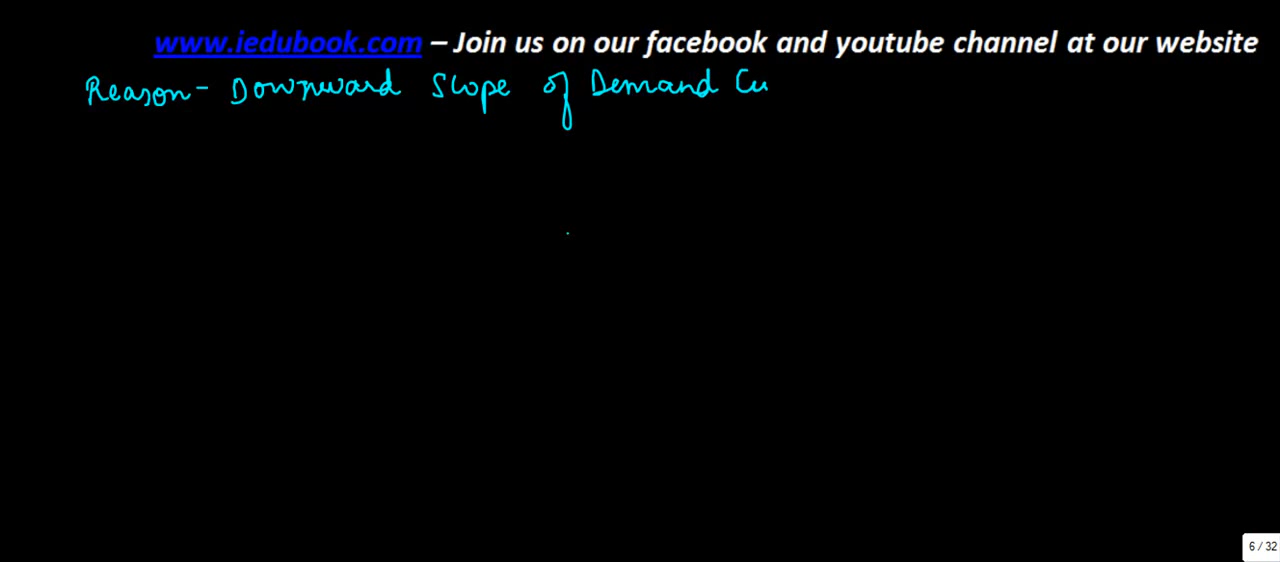 www.iedubook.com – Join us on our facebook and youtube channel at our website
Reason - Downward Slope of Demand Cu
6 / 32